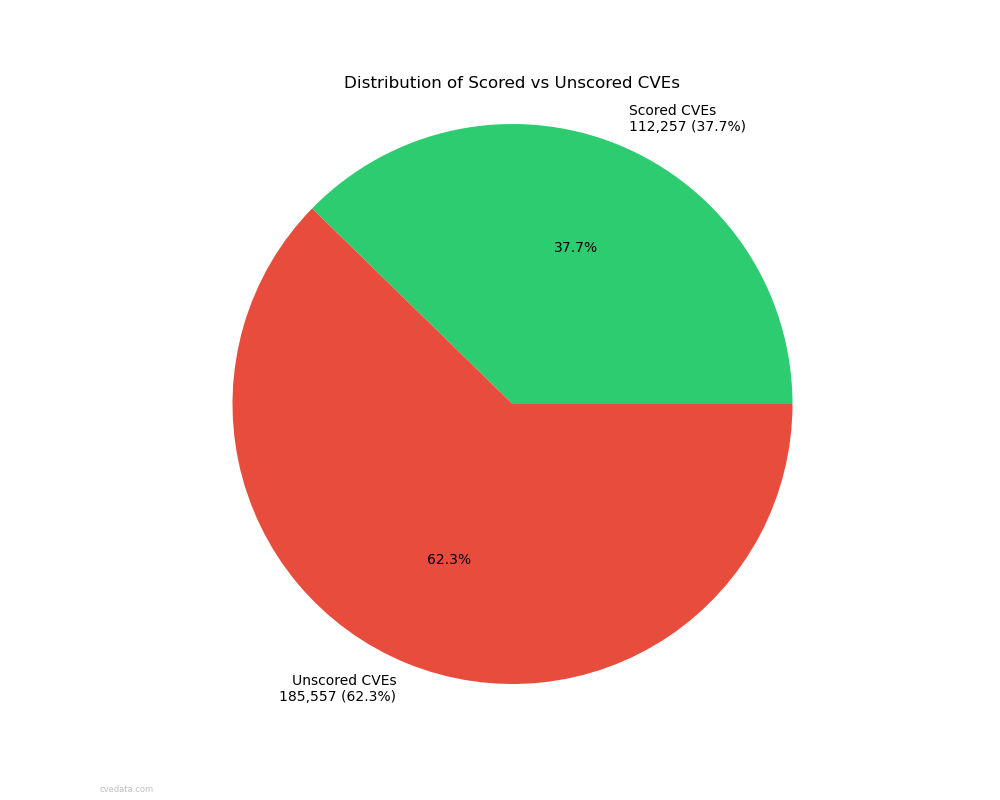 Distribution of Scored vs Unscored CVEs
Scored CVEs
112,257 (37.7%)
37.7%
62.3%
Unscored CVEs
185,557 (62.3%)
cvedata.com